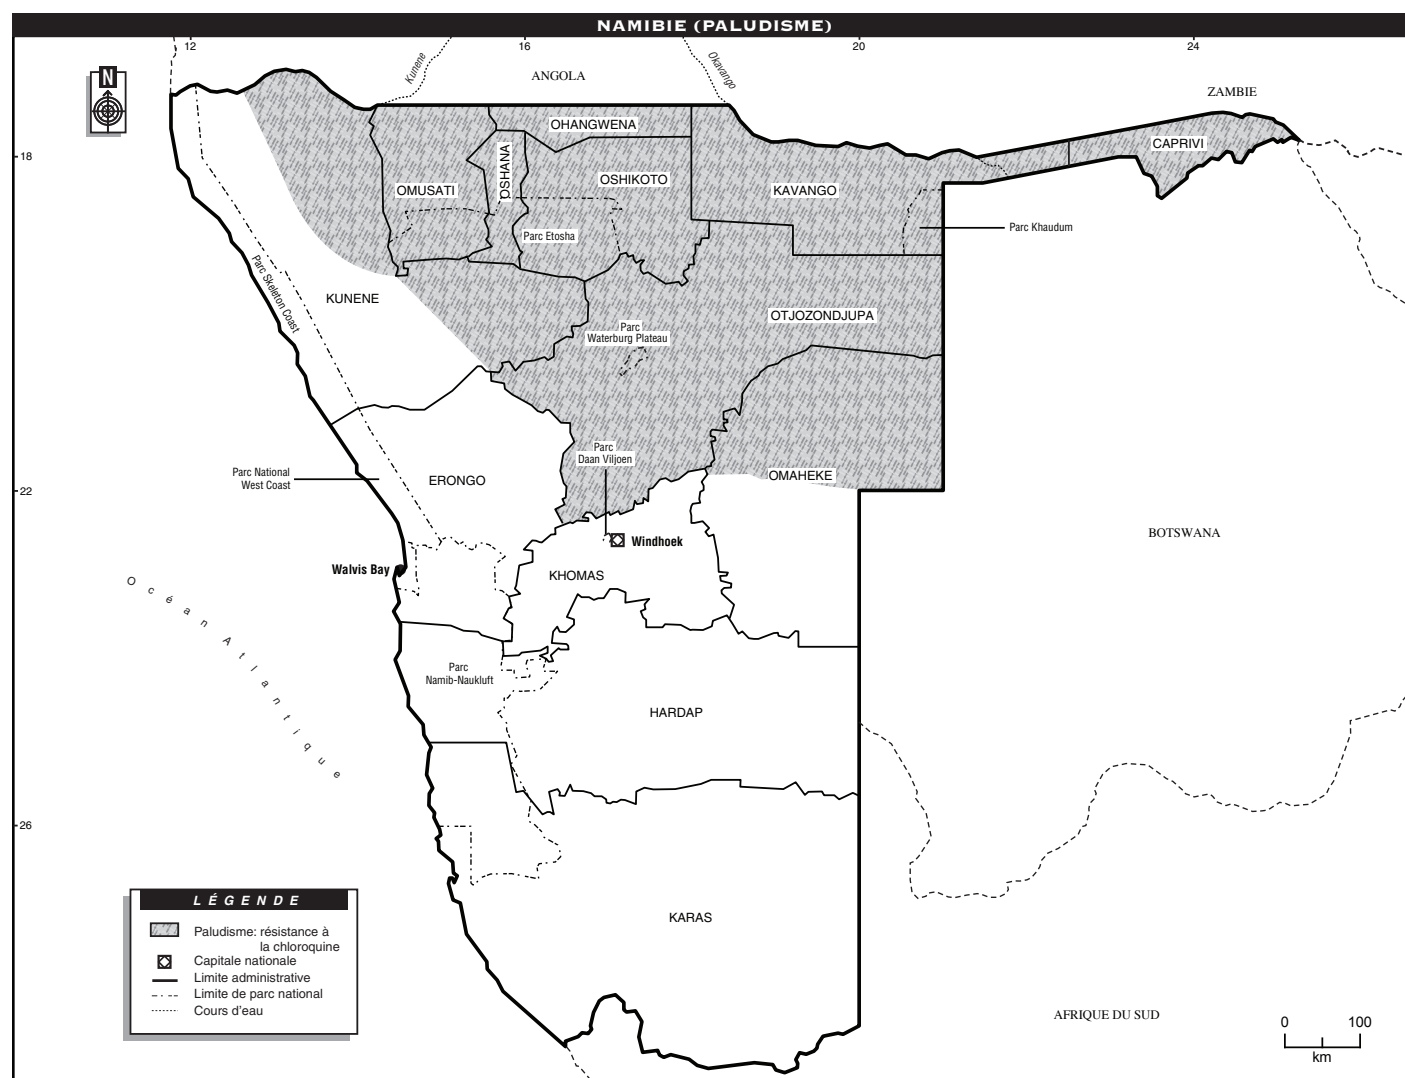 NAMIBIE (PALUDISME)
12
16
20
24
N
Kunene
ANGOLA
Okavango
ZAMBIE
OHANGWENA
CAPRIVI
18
OSHANA
OMUSATI
OSHIKOTO
KAVANGO
Parc Etosha
Parc Khaudum
Parc Skeleton Coast
KUNENE
OTJOZONDJUPA
Parc
Waterburg Plateau
Parc
Daan Viljoen
Parc National
West Coast
ERONGO
OMAHEKE
22
BOTSWANA
Windhoek
Walvis Bay
KHOMAS
Océan Atlantique
Parc
Namib-Naukluft
HARDAP
26
KARAS
LÉGENDE
Paludisme: résistance à
la chloroquine
Capitale nationale
Limite administrative
Limite de parc national
Cours d'eau
AFRIQUE DU SUD
0 100
km